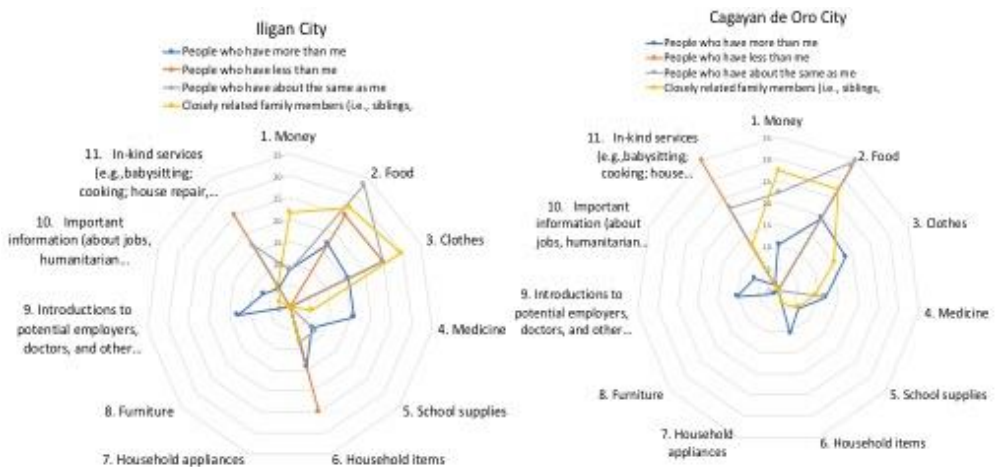 Iligan City
People who have more than me
People who have less than me
People who have about the same as me
Closely related family members (i.e., siblings,
1. Money
2. Food
3. Clothes
4. Medicine
5. School supplies
6. Household items
7. Household appliances
8. Furniture
9. Introductions to
potential employers,
doctors, and other...
10. Important
information (about jobs,
humanitarian...
11. In-kind services
(e.g.,babysitting;
cooking; house repair,...
Cagayan de Oro City
People who have more than me
People who have less than me
People who have about the same as me
Closely related family members (i.e., siblings,
1. Money
2. Food
3. Clothes
4. Medicine
5. School supplies
6. Household items
7. Household
appliances
8. Furniture
9. Introductions to
potential employers,
doctors, and other...
10. Important
information (about
jobs, humanitarian...
11. In-kind services
(e.g.,babysitting;
cooking; house...